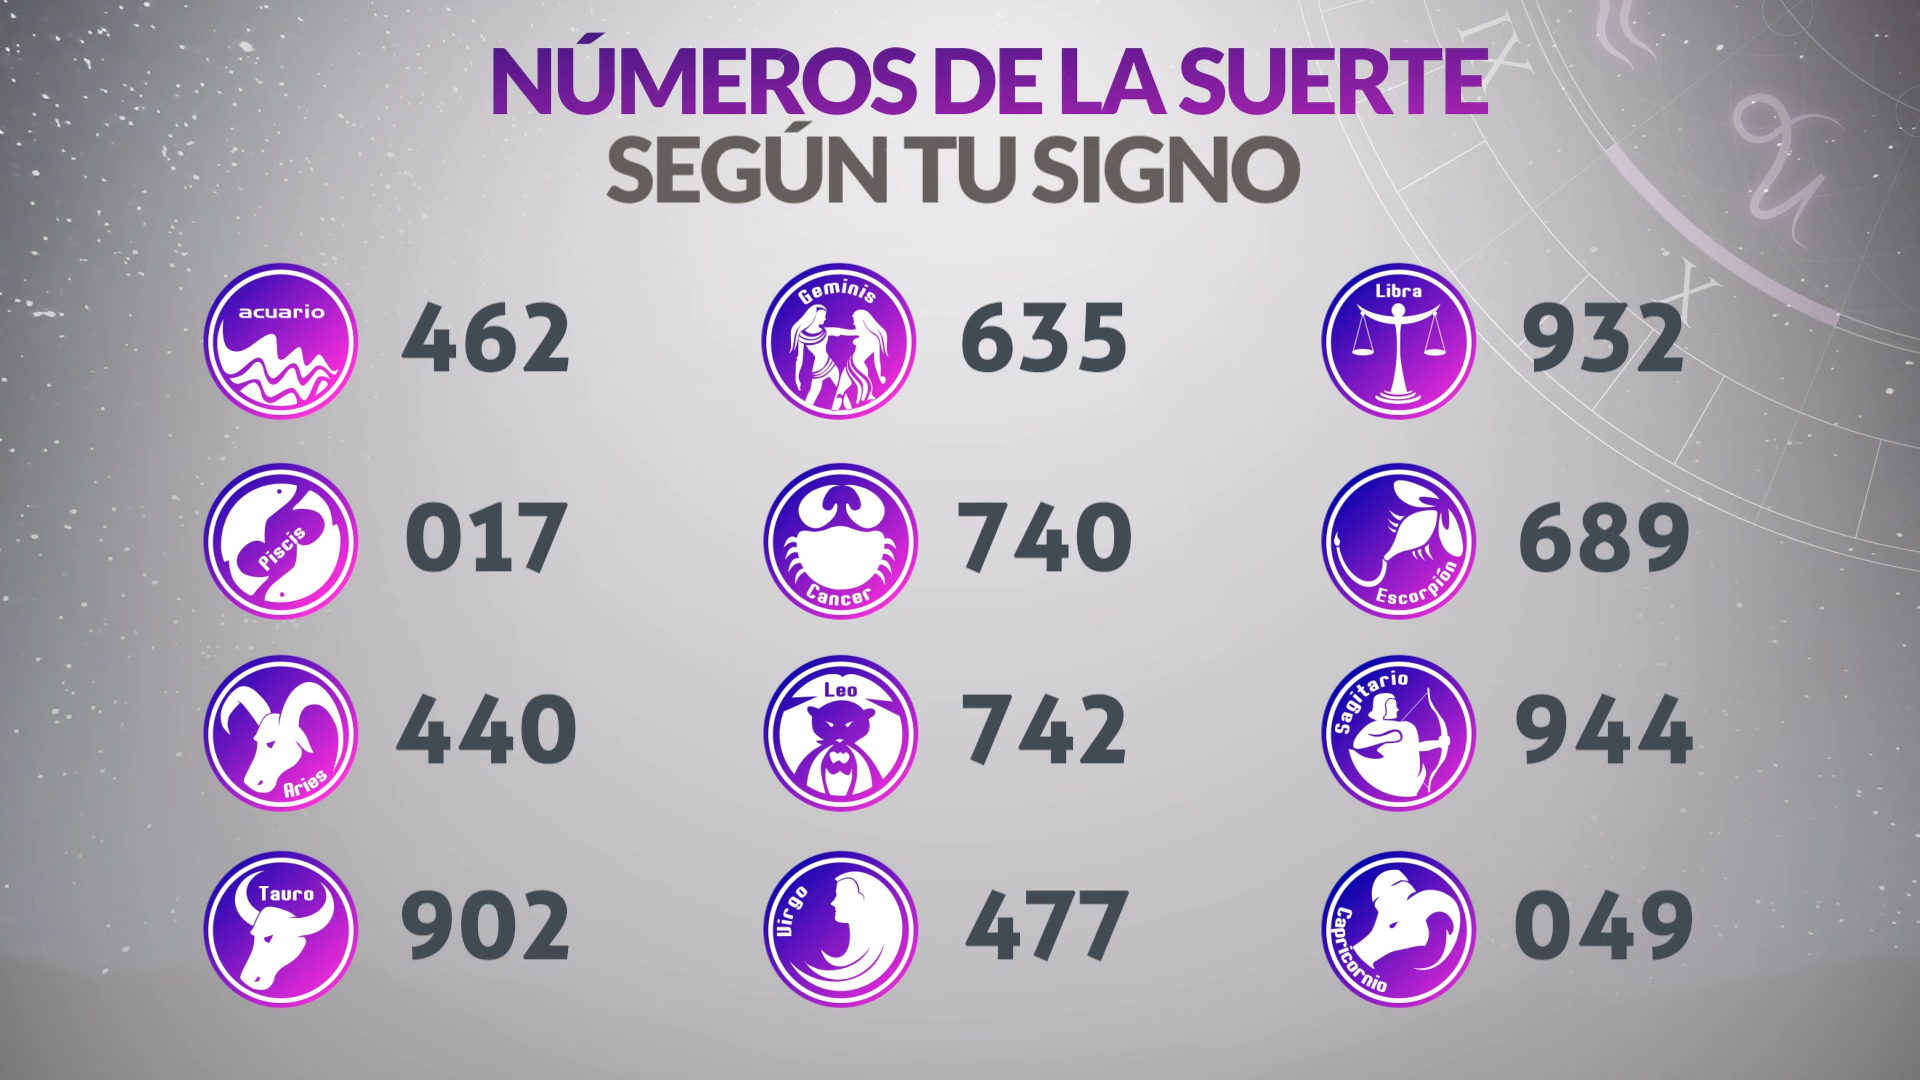 NÚMEROS DE LA SUERTE
SEGÚN TU SIGNO
acuario 462
Geminis 635
Libra 932
Piscis 017
Cancer 740
Escorpión 689
Aries 440
Leo 742
Sagitario 944
Tauro 902
Virgo 477
Capricornio 049
IX
X